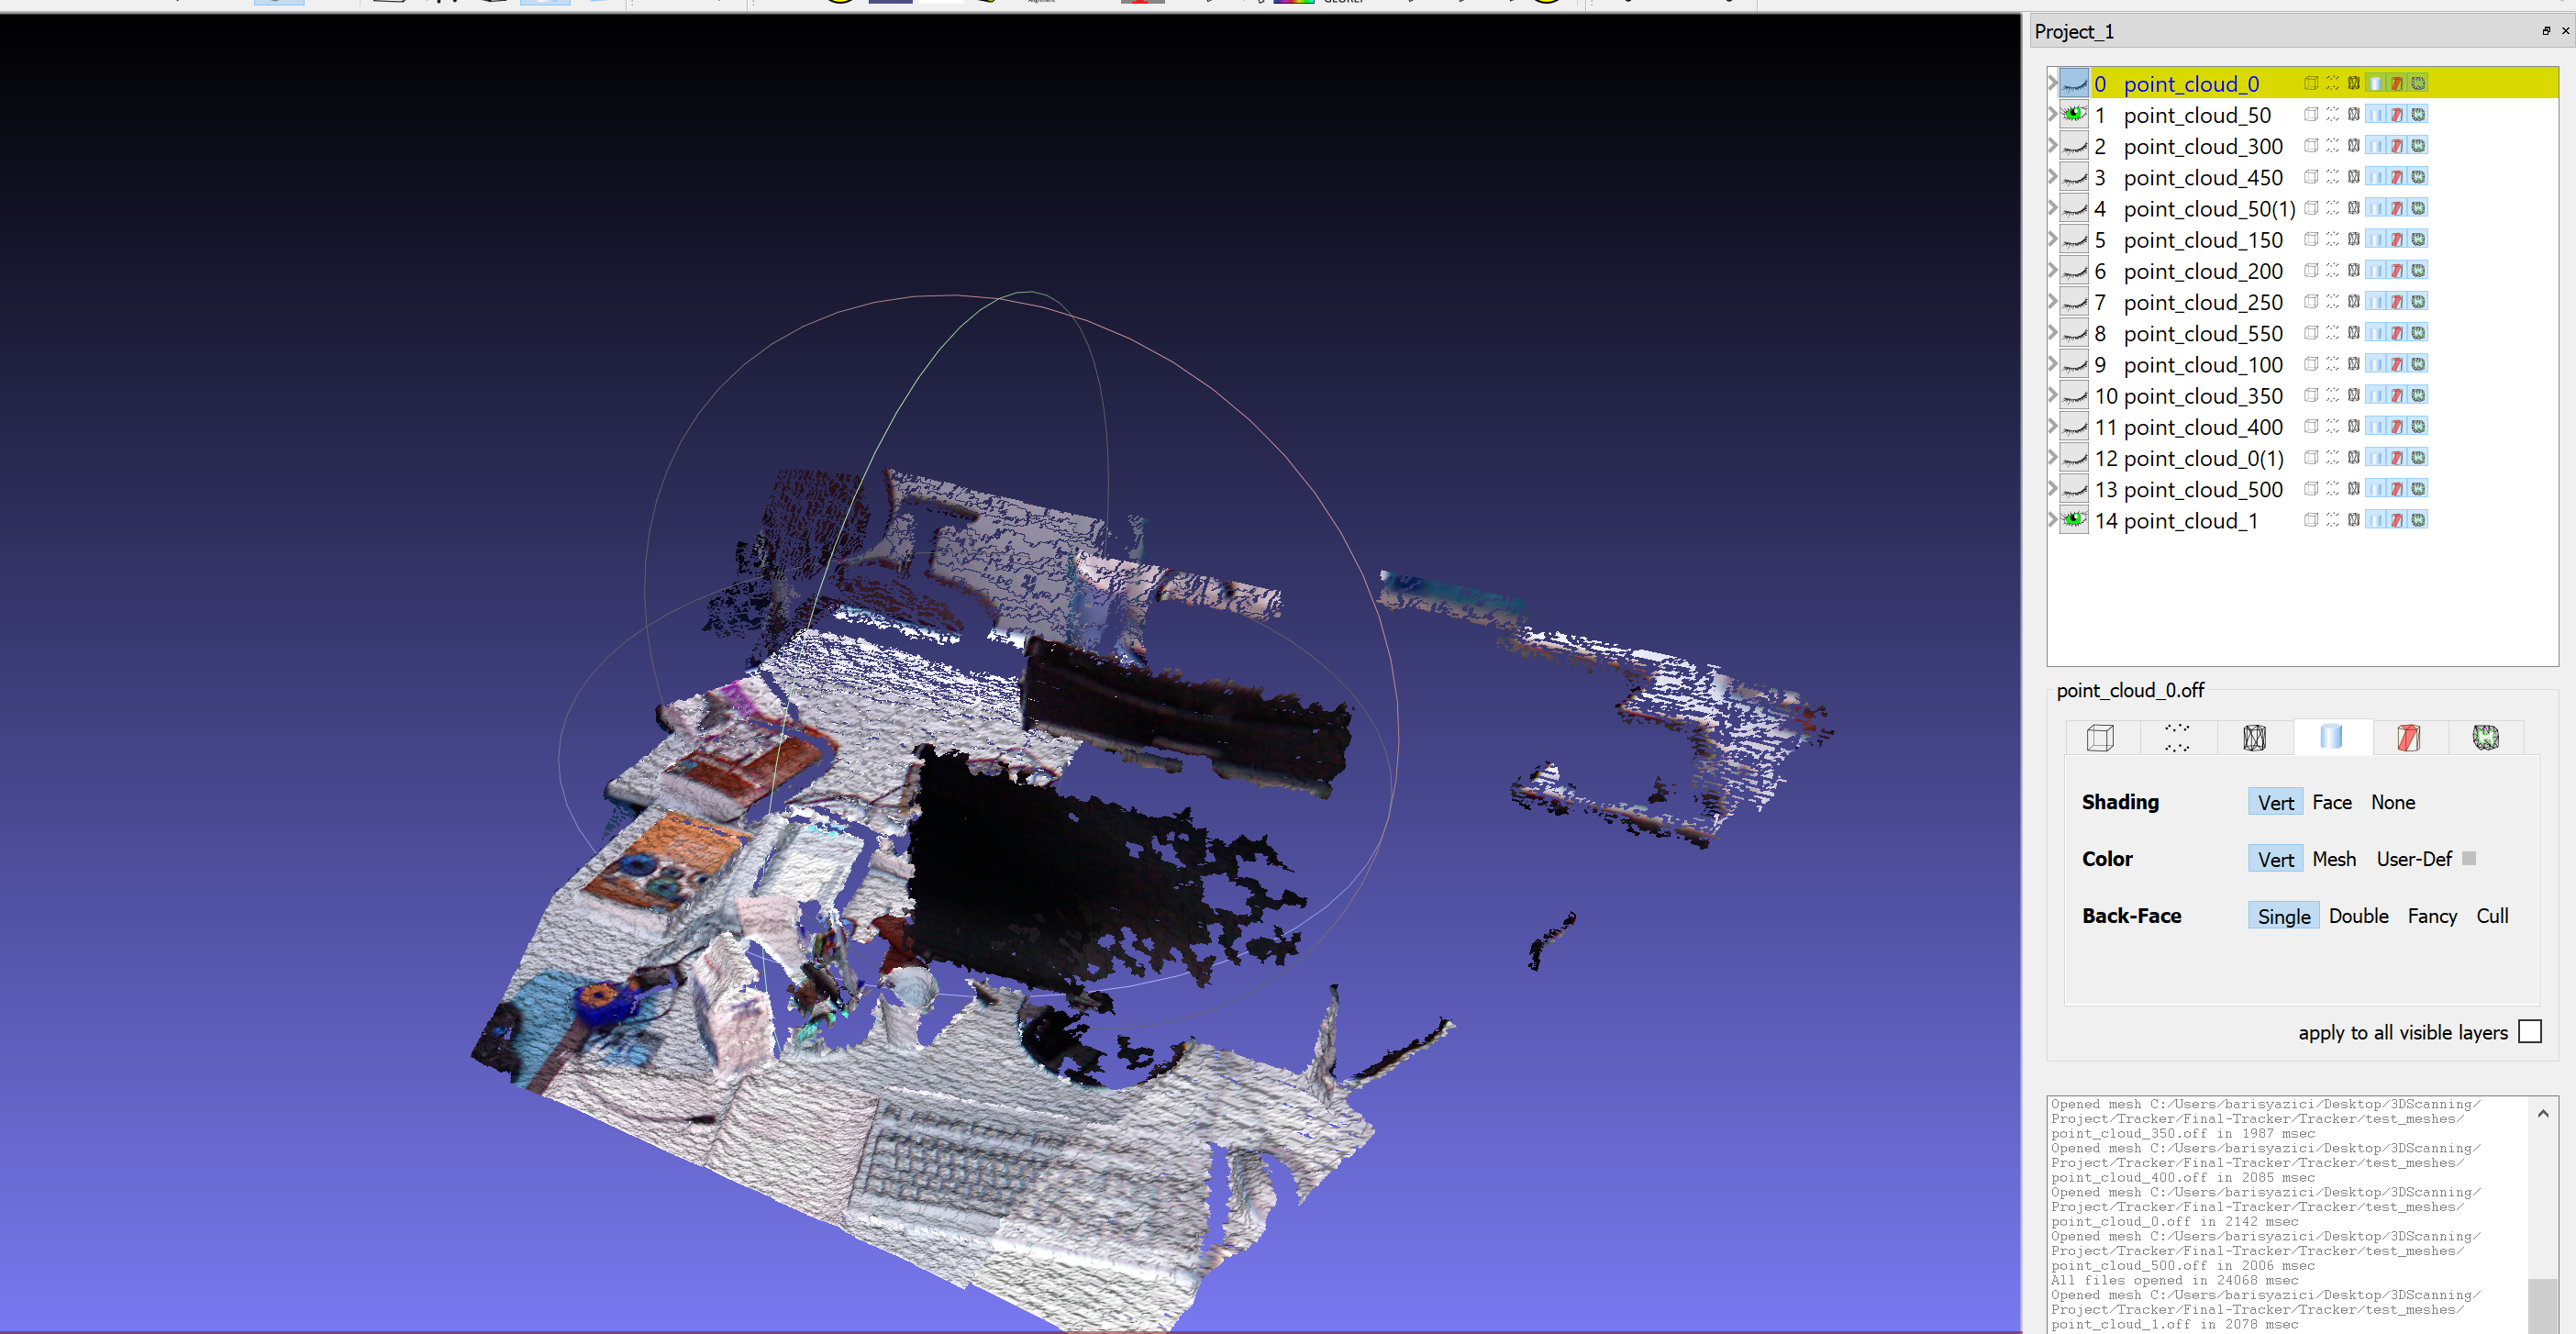 Project_1
0 point_cloud_0
1 point_cloud_50
2 point_cloud_300
3 point_cloud_450
4 point_cloud_50(1)
5 point_cloud_150
6 point_cloud_200
7 point_cloud_250
8 point_cloud_550
9 point_cloud_100
10 point_cloud_350
11 point_cloud_400
12 point_cloud_0(1)
13 point_cloud_500
14 point_cloud_1
point_cloud_0.off
Shading Vert Face None
Color Vert Mesh User-Def
Back-Face Single Double Fancy Cull
apply to all visible layers
Opened mesh C:/Users/barisyazici/Desktop/3DScanning/
Project/Tracker/Final-Tracker/Tracker/test_meshes/
point_cloud_350.off in 1987 msec
Opened mesh C:/Users/barisyazici/Desktop/3DScanning/
Project/Tracker/Final-Tracker/Tracker/test_meshes/
point_cloud_400.off in 2085 msec
Opened mesh C:/Users/barisyazici/Desktop/3DScanning/
Project/Tracker/Final-Tracker/Tracker/test_meshes/
point_cloud_0.off in 2142 msec
Opened mesh C:/Users/barisyazici/Desktop/3DScanning/
Project/Tracker/Final-Tracker/Tracker/test_meshes/
point_cloud_500.off in 2006 msec
All files opened in 24068 msec
Opened mesh C:/Users/barisyazici/Desktop/3DScanning/
Project/Tracker/Final-Tracker/Tracker/test_meshes/
point_cloud_1.off in 2078 msec